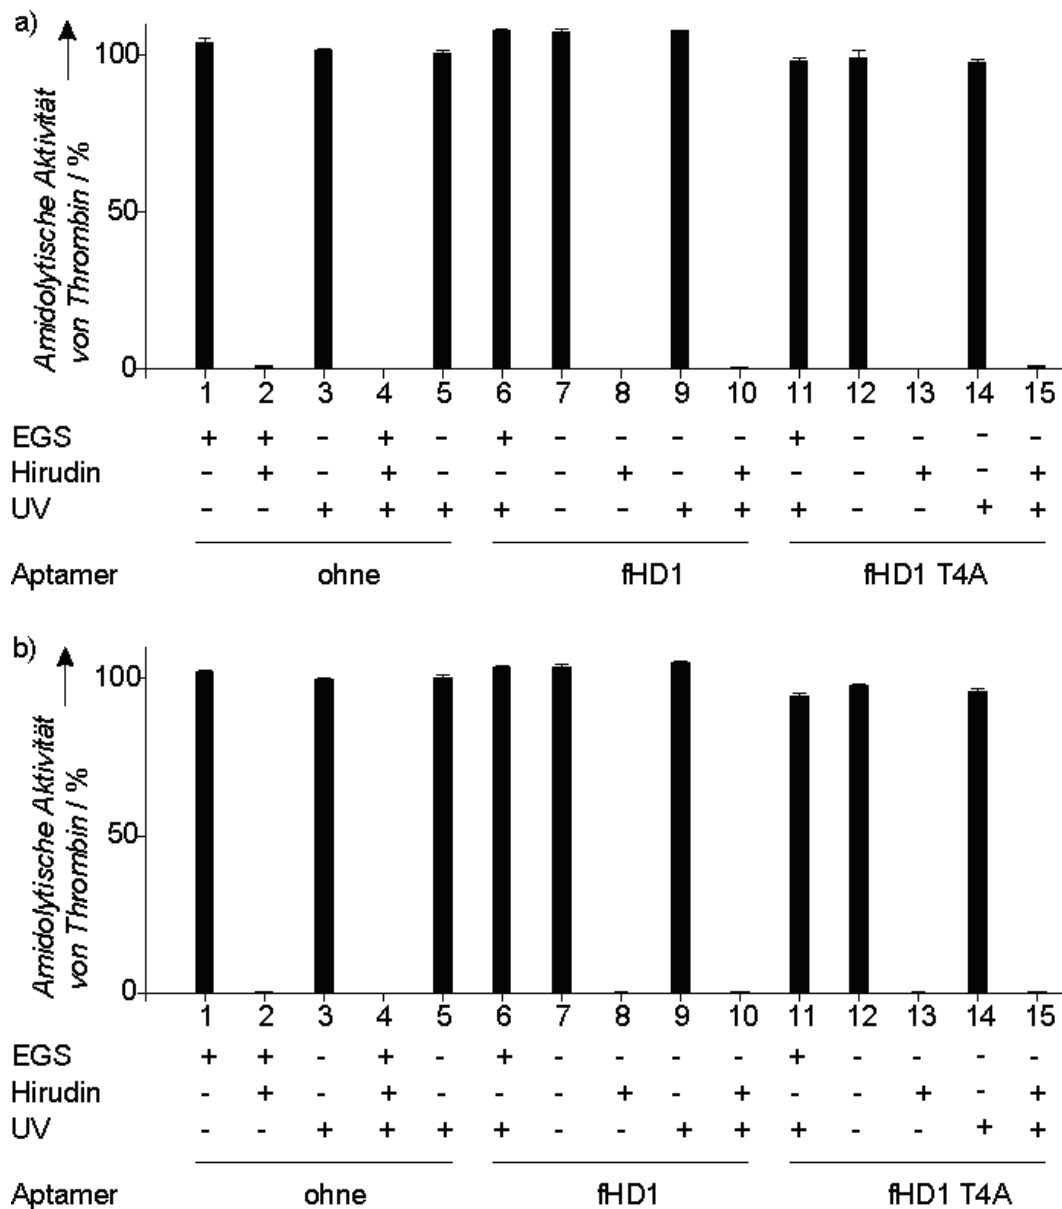 a)
Amidolytische Aktivität
von Thrombin / %
100
50
0
1 2 3 4 5 6 7 8 9 10 11 12 13 14 15
EGS + + - + - + - - - - + - - - -
Hirudin - + - + - - - + - + - - + - +
UV - - + + + + - - + + + - - + +
Aptamer ohne fHD1 fHD1 T4A
b)
Amidolytische Aktivität
von Thrombin / %
100
50
0
1 2 3 4 5 6 7 8 9 10 11 12 13 14 15
EGS + + - + - + - - - - + - - - -
Hirudin - + - + - - - + - + - - + - +
UV - - + + + + - - + + + - - + +
Aptamer ohne fHD1 fHD1 T4A